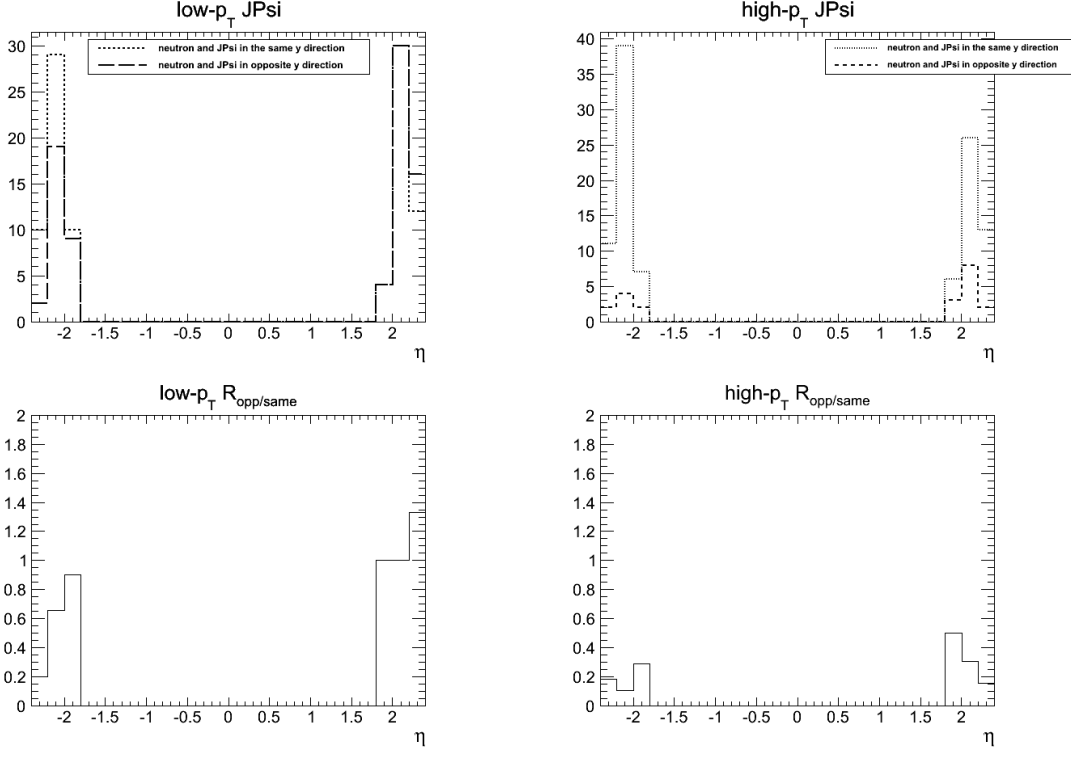 low-pT JPsi
neutron and JPsi in the same y direction
neutron and JPsi in opposite y direction
30
25
20
15
10
5
0
-2 -1.5 -1 -0.5 0 0.5 1 1.5 2
η
high-pT JPsi
neutron and JPsi in the same y direction
neutron and JPsi in opposite y direction
40
35
30
25
20
15
10
5
0
-2 -1.5 -1 -0.5 0 0.5 1 1.5 2
η
low-pT Ropp/same
2
1.8
1.6
1.4
1.2
1
0.8
0.6
0.4
0.2
0
-2 -1.5 -1 -0.5 0 0.5 1 1.5 2
η
high-pT Ropp/same
2
1.8
1.6
1.4
1.2
1
0.8
0.6
0.4
0.2
0
-2 -1.5 -1 -0.5 0 0.5 1 1.5 2
η